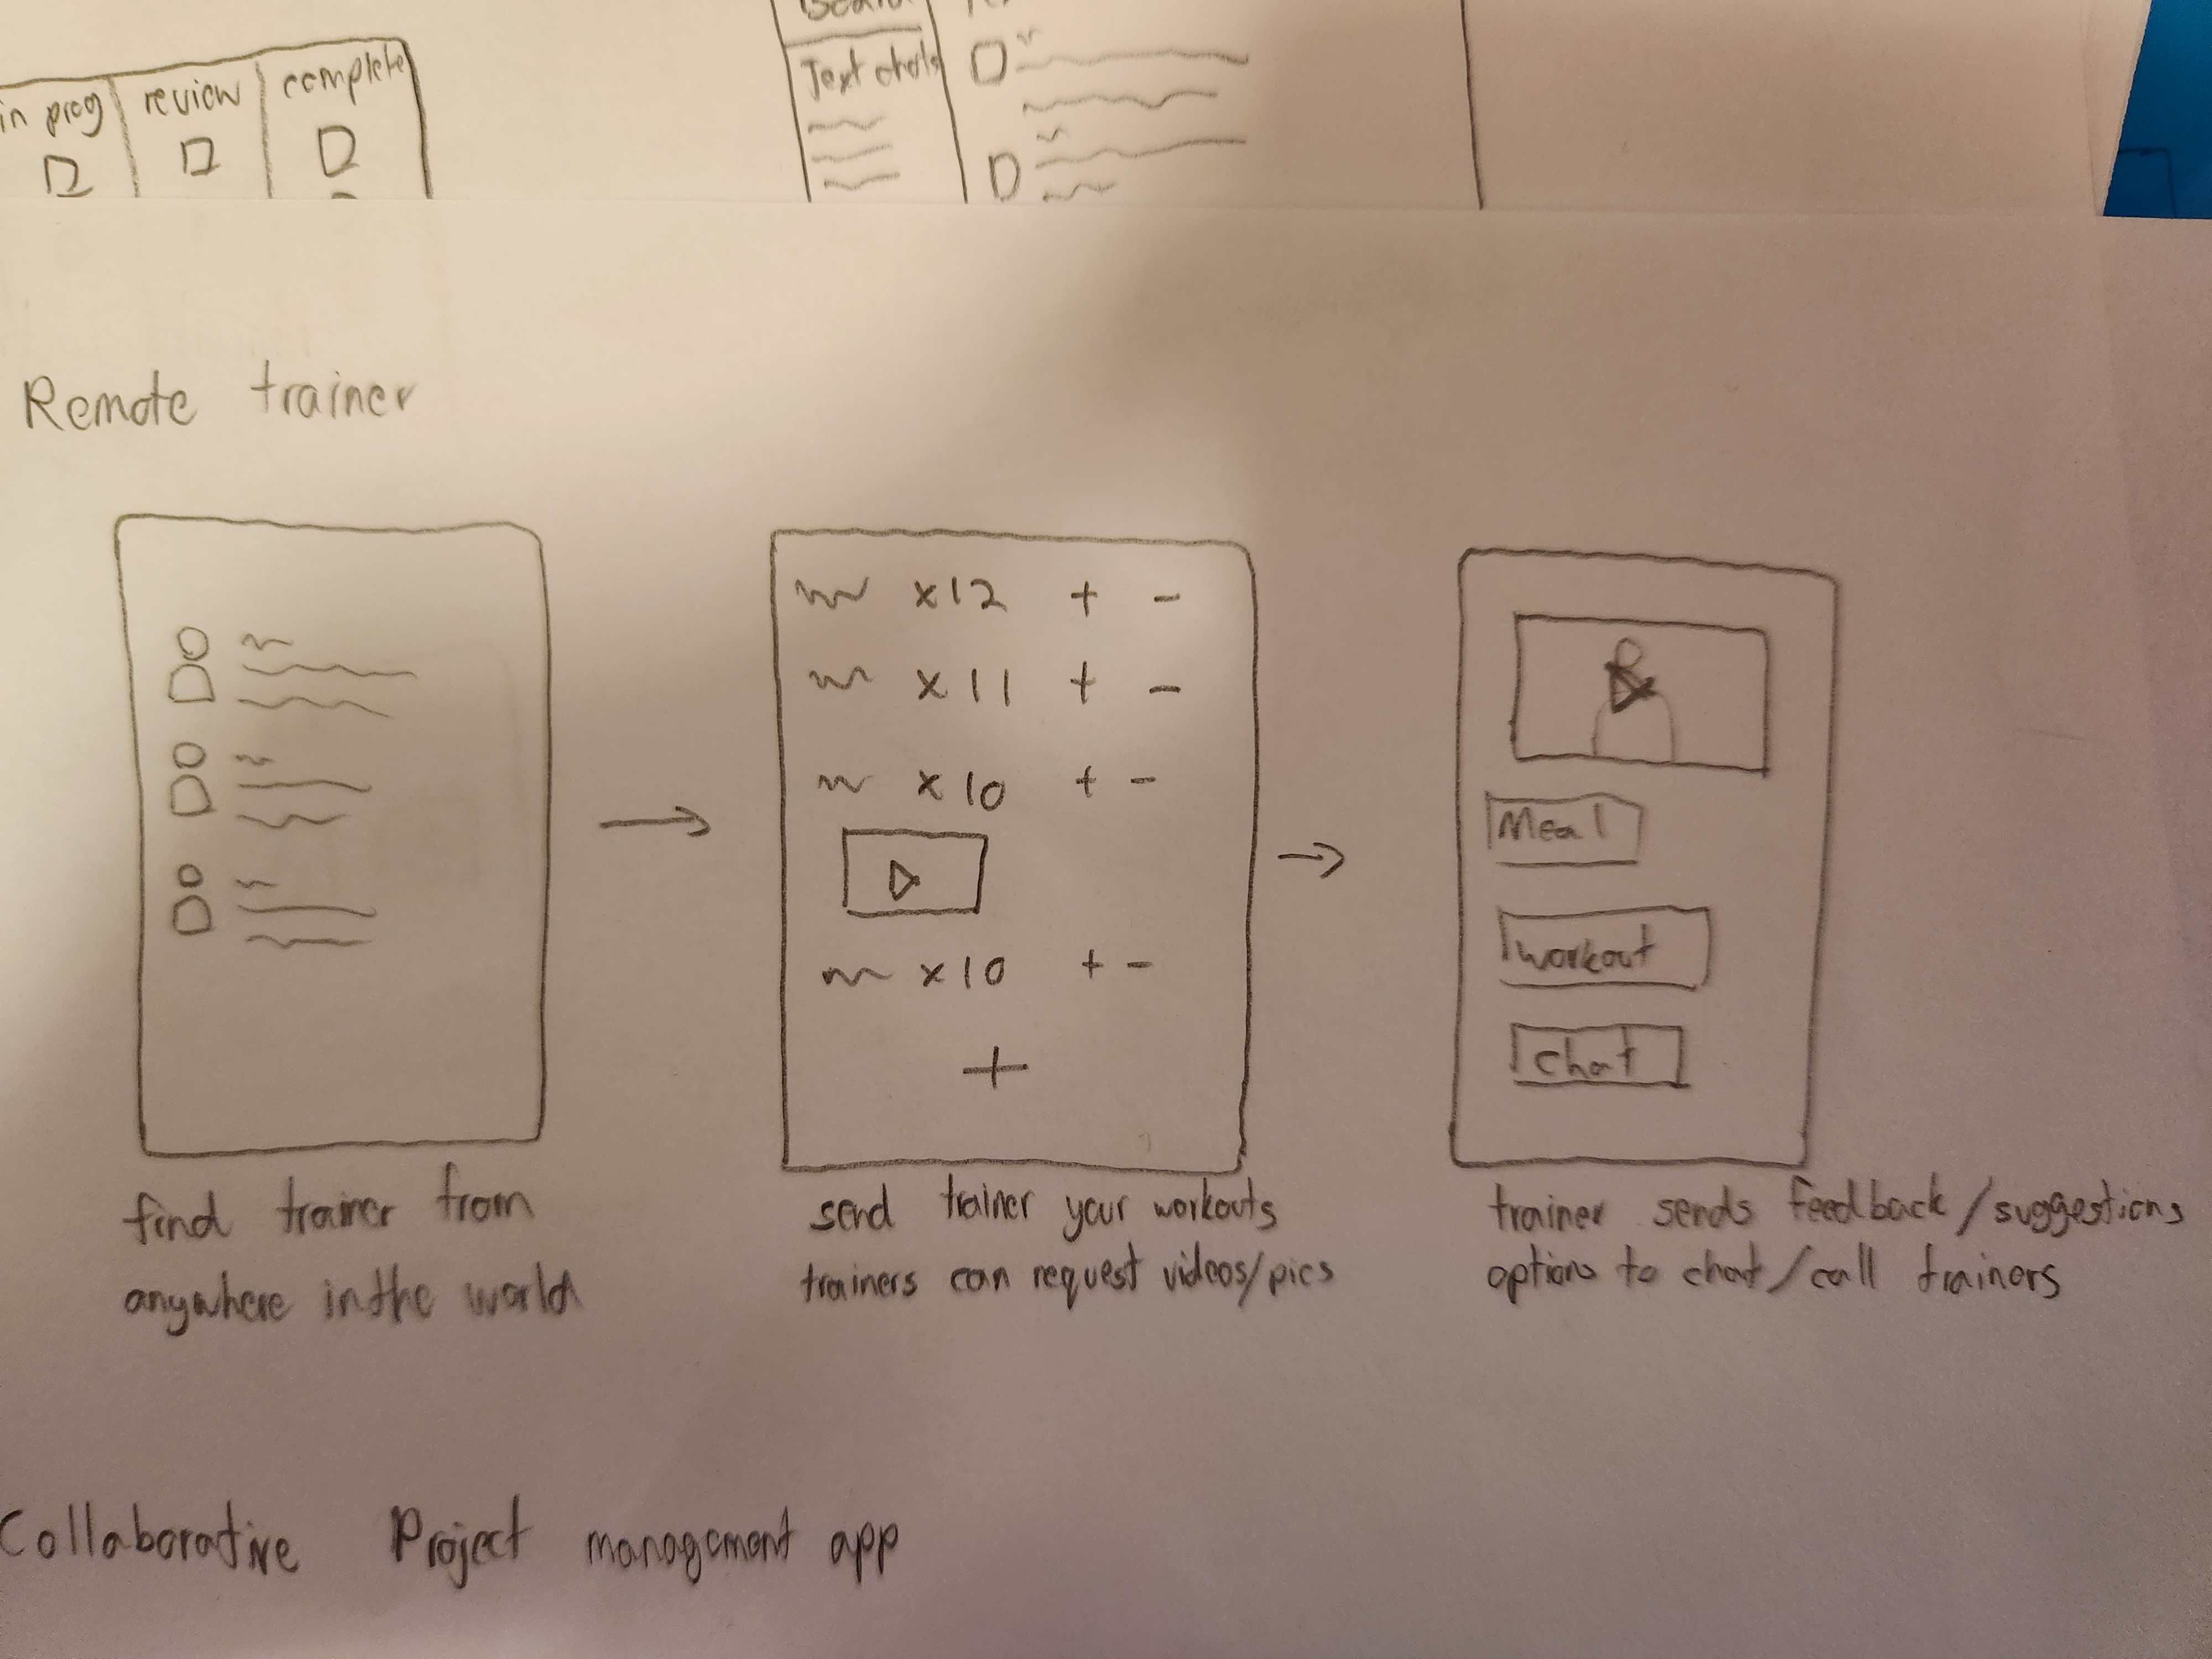 in prog review complete
Text chats
Remote trainer
x12 + -
x11 + -
x10 + -
x10 + -
+
Meal
workout
chat
find trainer from
anywhere in the world
send trainer your workouts
trainers can request videos/pics
trainer sends feedback/suggestions
options to chat/call trainers
Collaborative Project management app